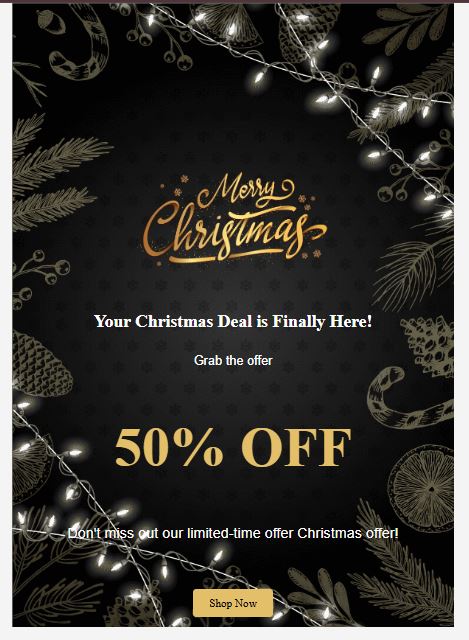 Merry
Christmas
Your Christmas Deal is Finally Here!
Grab the offer
50% OFF
Don't miss out our limited-time offer Christmas offer!
Shop Now